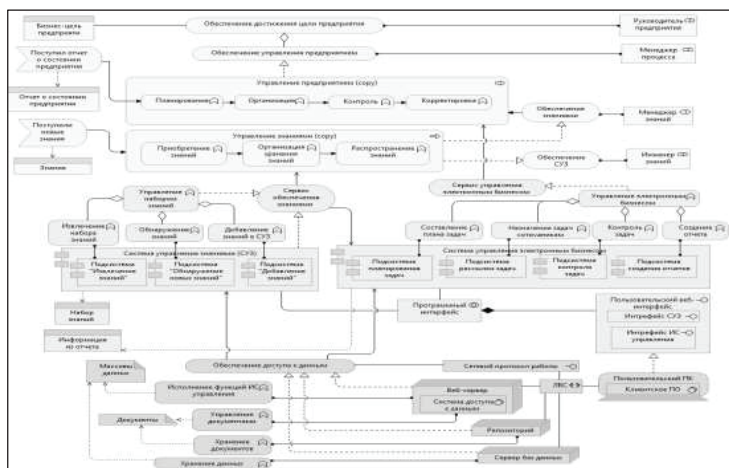 Бизнес-цель
предприяти
Обеспечение достижения цели предприятия
Руководитель
предприятия
Обеспечение управления предприятием
Менеджер
процесса
Поступил отчет
о состоянии
предприятия
Отчет о состоянии
предприятия
Управление предприятием (copy)
Планирование
Организация
Контроль
Корректировка
Обеспечение
знаниями
Менеджер
знаний
Поступили
новые
знания
Знания
Управление знаниями (copy)
Приобретение
знаний
Организация
хранения
знаний
Распространение
знаний
Обеспечение
СУЗ
Инженер
знаний
Управление
набором
знаний
Сервис
обеспечения
знаниями
Сервис управления
электронным бизнесом
Управление электронным
бизнесом
Извлечение
набора
знаний
Обнаружение
знаний
Добавление
знаний в СУЗ
Составление
плана задач
Назначение задач
Контроль
задач
Создание
отчета
Система управления знаниями (СУЗ)
Подсистема
"Извлечение
знаний"
Подсистема
"Обнаружение
новых знаний"
Подсистема
"Добавление
знаний"
Система управления электронным бизнесом
Подсистема
планирования
задач
Подсистема
рассылки задач
Подсистема
контроля
задач
Подсистема
создания отчетов
Набор
знаний
Программный
интерфейс
Пользовательский веб-
интерфейс
Интрефейс СУЗ
Интрефейс ИС
управления
Информация
из отчета
Массивы
данных
Обеспечение доступа к данным
Сетевой протокол работы
Исполнение функций ИС
управления
Веб-сервер
Система доступа
к данным
ЛВС
Пользовательский ПК
Клиентское ПО
Документы
Управление
документами
Репозиторий
Хранение
документов
Хранение данных
Сервер баз данных